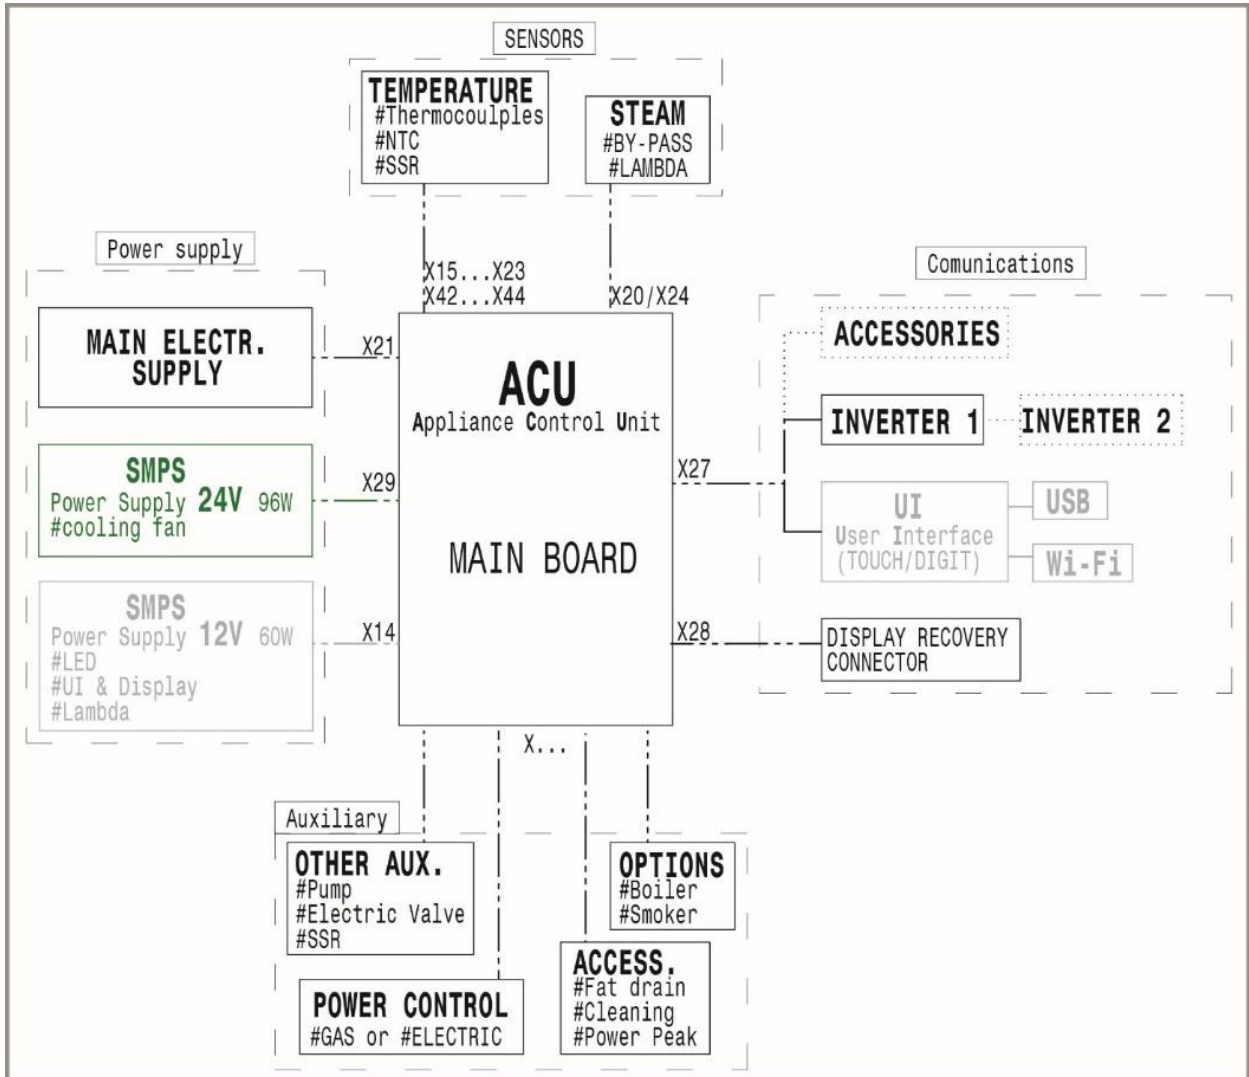 SENSORS
TEMPERATURE
#Thermocoulples
#NTC
#SSR
STEAM
#BY-PASS
#LAMBDA
Power supply
X15...X23
X42...X44
X20/X24
Comunications
MAIN ELECTR.
SUPPLY
X21
SMPS
Power Supply 24V 96W
#cooling fan
X29
SMPS
Power Supply 12V 60W
#LED
#UI & Display
#Lambda
X14
ACU
Appliance Control Unit
MAIN BOARD
X27
X28
X...
ACCESSORIES
INVERTER 1
INVERTER 2
UI
User Interface
(TOUCH/DIGIT)
USB
Wi-Fi
DISPLAY RECOVERY
CONNECTOR
Auxiliary
OTHER AUX.
#Pump
#Electric Valve
#SSR
POWER CONTROL
#GAS or #ELECTRIC
OPTIONS
#Boiler
#Smoker
ACCESS.
#Fat drain
#Cleaning
#Power Peak